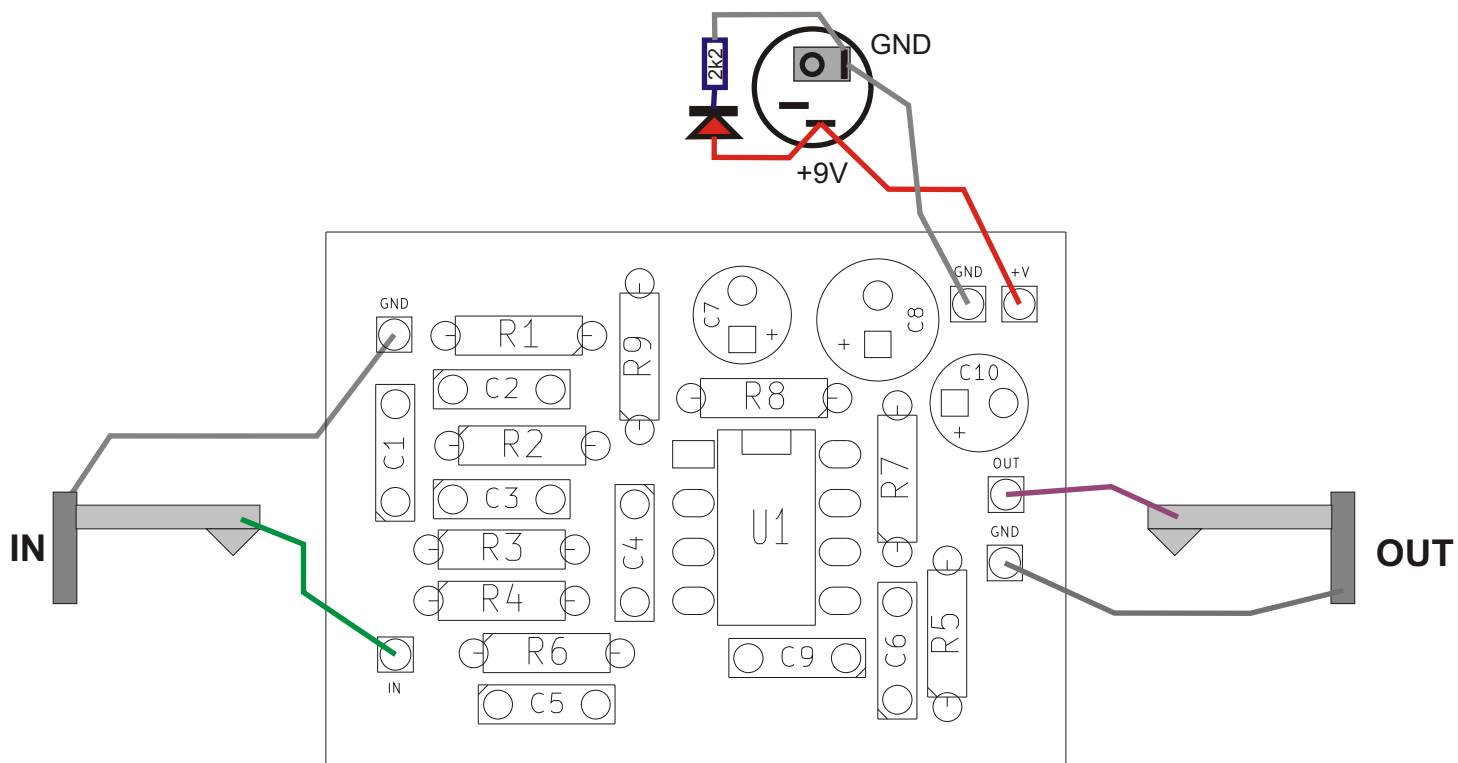 2k2
GND
+9V
GND
GND +V
R1
R9
C7
+
C8
+
C2
C10
+
R8
C1
R2
R7
OUT
C3
U1
R3
C4
GND
IN
OUT
R4
R5
R6
C9
C6
IN
C5